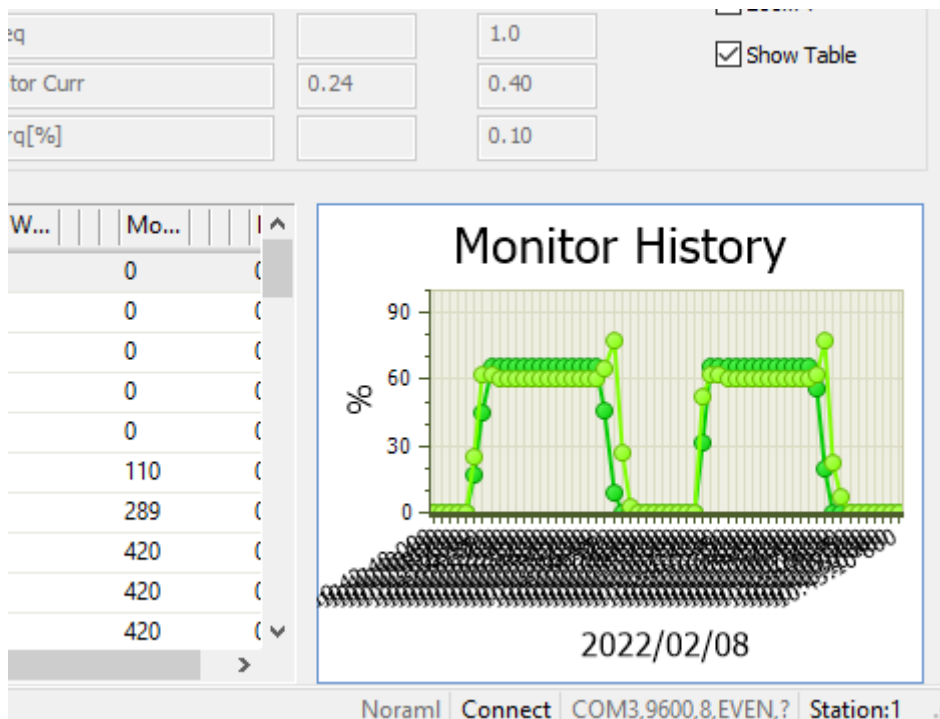 eq 1.0
Show Table
tor Curr 0.24 0.40
rq[%] 0.10
W... Mo...
0
0
0
0
0
110
289
420
420
420
Monitor History
90
60
30
0
%
2022/02/08
Noraml Connect COM3,9600,8,EVEN,? Station:1